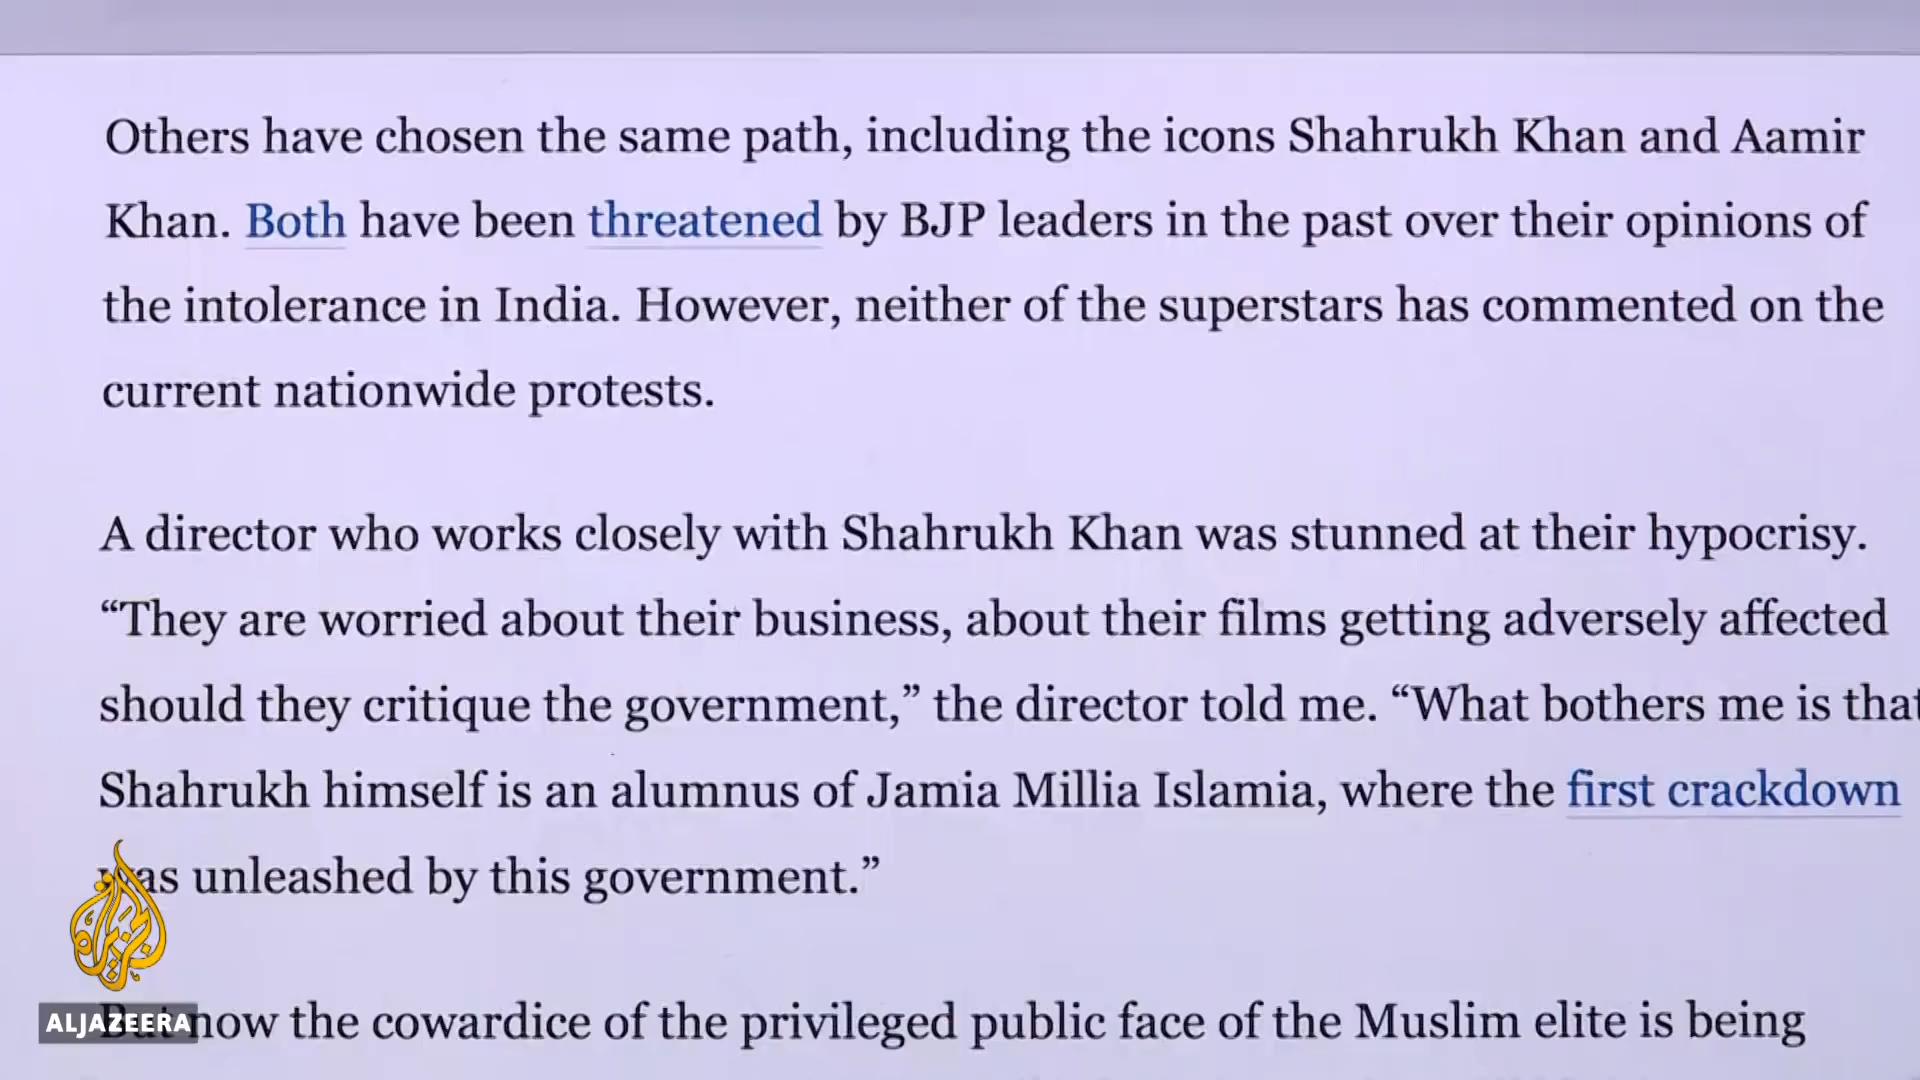 Others have chosen the same path, including the icons Shahrukh Khan and Aamir
Khan. Both have been threatened by BJP leaders in the past over their opinions of
the intolerance in India. However, neither of the superstars has commented on the
current nationwide protests.
A director who works closely with Shahrukh Khan was stunned at their hypocrisy.
“They are worried about their business, about their films getting adversely affected
should they critique the government,” the director told me. “What bothers me is that
Shahrukh himself is an alumnus of Jamia Millia Islamia, where the first crackdown
was unleashed by this government.”
But now the cowardice of the privileged public face of the Muslim elite is being
الجزيرة
ALJAZEERA